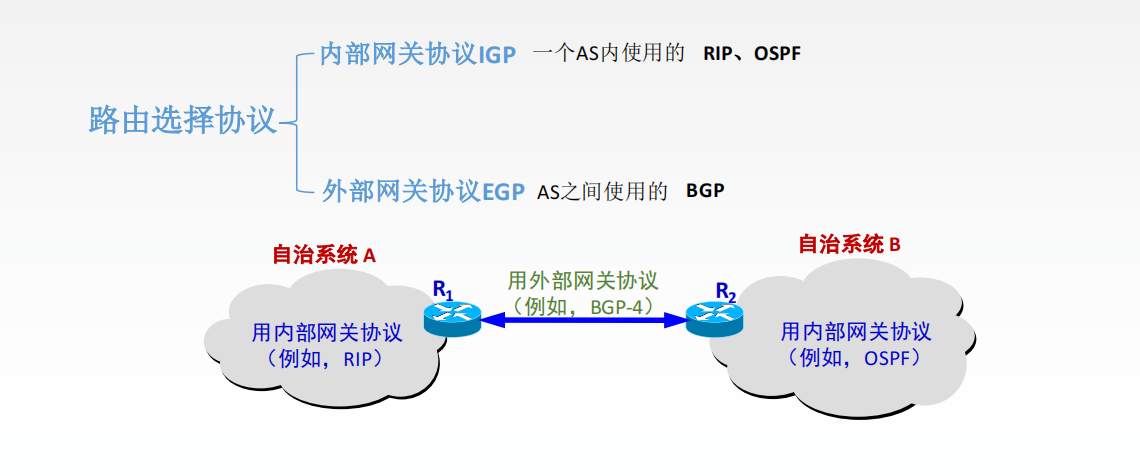 内部网关协议IGP 一个AS内使用的 RIP、OSPF
路由选择协议
外部网关协议EGP AS之间使用的 BGP
自治系统 A
自治系统 B
用外部网关协议
（例如，BGP-4）
R1
R2
用内部网关协议
（例如，RIP）
用内部网关协议
（例如，OSPF）